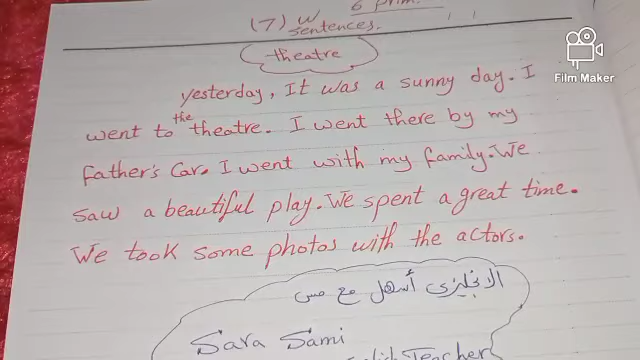 6 prim.
(7) w
sentences.
theatre
Film Maker
yesterday, It was a sunny day. I
went to the theatre. I went there by my
Father's Car. I went with my family. We
saw a beautiful play. We spent a great time.
We took some photos with the actors.
الانجليزى أسهل مع مس
Sara Sami
English Teacher